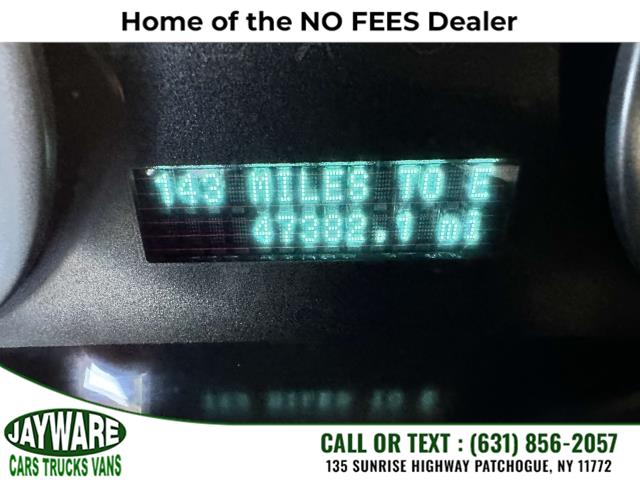 Home of the NO FEES Dealer
143 MILES TO E
47382.1 mi
JAYWARE
CARS TRUCKS VANS
CALL OR TEXT : (631) 856-2057
135 SUNRISE HIGHWAY PATCHOGUE, NY 11772